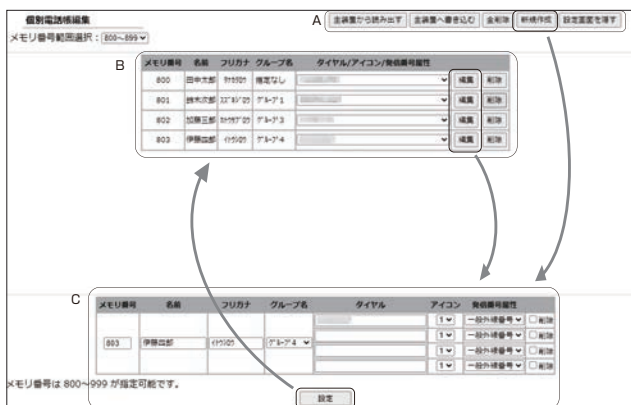 個別電話帳編集
メモリ番号範囲選択：800～899
A 主装置から読み出す 主装置へ書き込む 全削除 新規作成 設定画面を消す
B
メモリ番号 名前 フリガナ グループ名 ダイヤル/アイコン/発信番号属性
800 田中太郎 ﾀﾅｶﾀﾛｳ 指定なし 編集 削除
801 鈴木次郎 ｽｽﾞｷｼﾞﾛｳ ｸﾞﾙｰﾌﾟ1 編集 削除
802 加藤三郎 ｶﾄｳｻﾌﾞﾛｳ ｸﾞﾙｰﾌﾟ3 編集 削除
803 伊藤四郎 ｲﾄｳｼﾛｳ ｸﾞﾙｰﾌﾟ4 編集 削除
C
メモリ番号 名前 フリガナ グループ名 ダイヤル アイコン 発信番号属性
1 一般外線番号 削除
803 伊藤四郎 ｲﾄｳｼﾛｳ ｸﾞﾙｰﾌﾟ4 1 一般外線番号 削除
1 一般外線番号 削除
1 一般外線番号 削除
メモリ番号は 800～999 が指定可能です。
設定